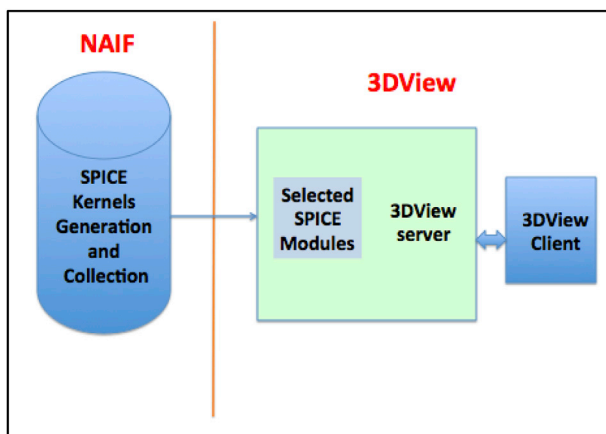 NAIF
3DView
SPICE
Kernels
Generation
and
Collection
Selected
SPICE
Modules
3DView
server
3DView
Client